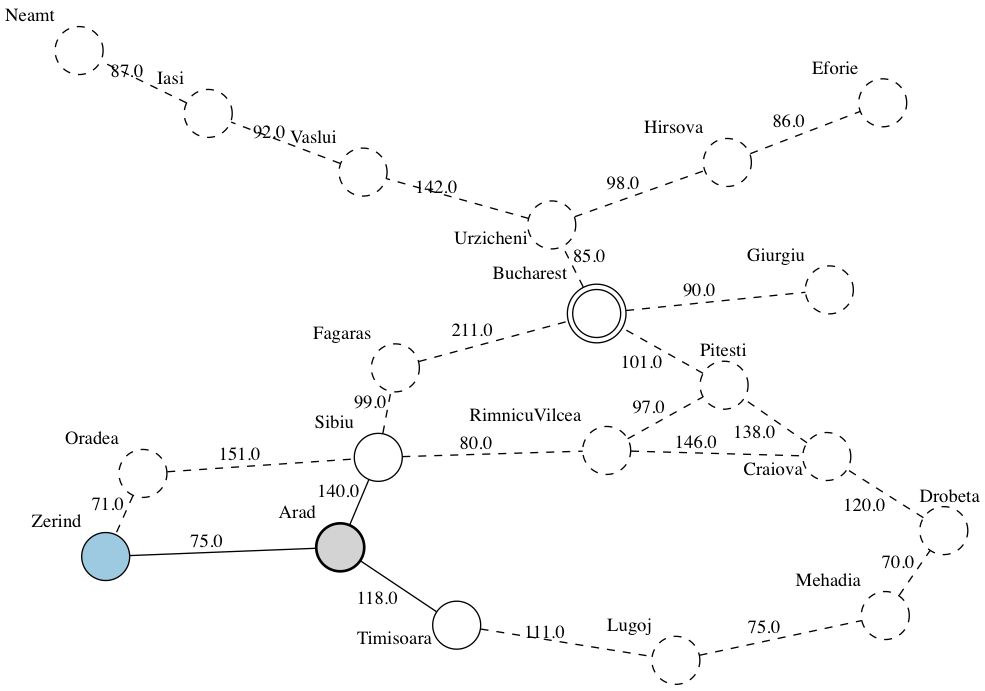 Neamt
87.0
Iasi
Eforie
92.0
Vaslui
Hirsova
86.0
142.0
98.0
Urzicheni
85.0
Giurgiu
Bucharest
90.0
Fagaras
211.0
Pitesti
101.0
99.0
97.0
Sibiu
RimnicuVilcea
138.0
Oradea
151.0
80.0
146.0
Craiova
71.0
140.0
120.0
Drobeta
Zerind
Arad
75.0
70.0
Mehadia
118.0
Timisoara
111.0
Lugoj
75.0